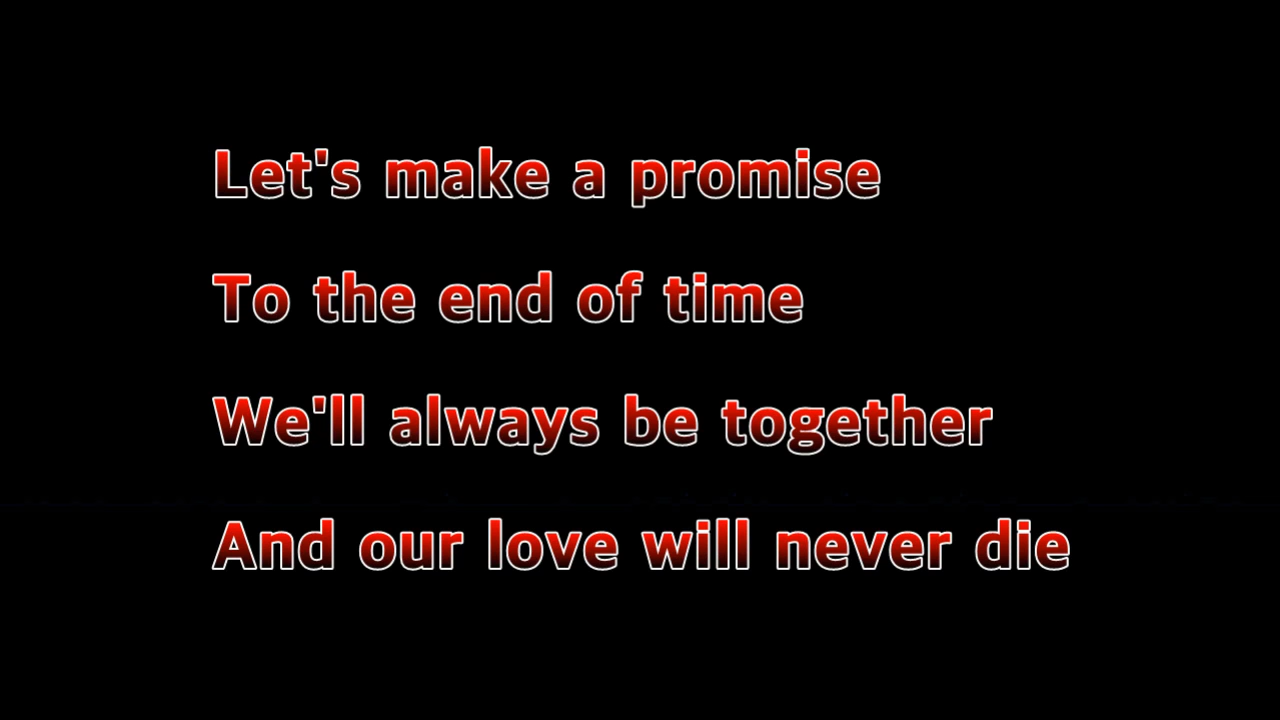 Let's make a promise
To the end of time
We'll always be together
And our love will never die